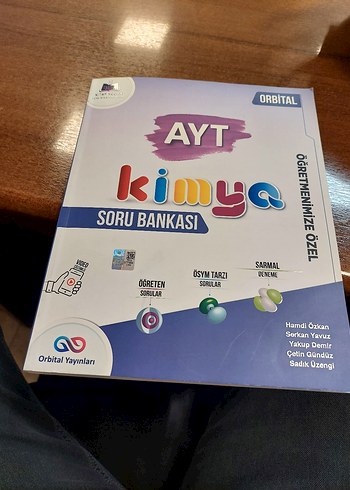 ORBİTAL
AYT
kimya
SORU BANKASI
ÖĞRETMENİMİZE ÖZEL
VIDEO
ÖĞRETEN
SORULAR
ÖSYM TARZI
SORULAR
SARMAL
DENEME
Orbital Yayınları
Hamdi Özkan
Serkan Yavuz
Yakup Demir
Çetin Gündüz
Sadık Üzengi